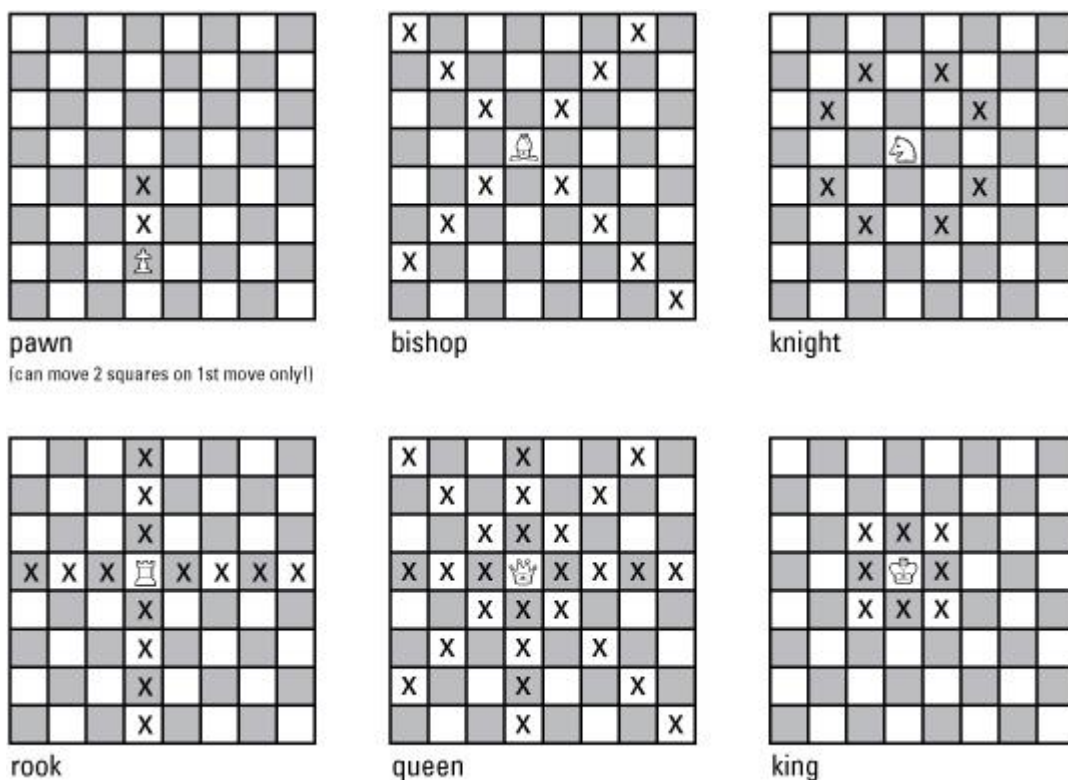 pawn
(can move 2 squares on 1st move only!)
bishop
knight
rook
queen
king